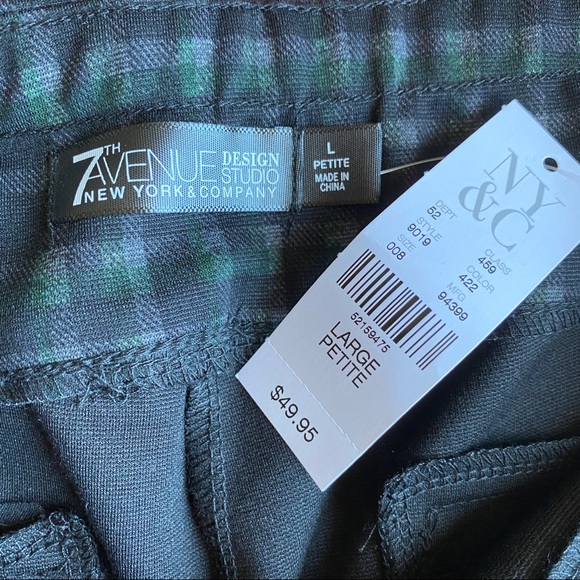 7TH AVENUE DESIGN STUDIO
NEW YORK & COMPANY
L
PETITE
MADE IN
CHINA
NY
&C
DEPT CLASS
52 459
STYLE COLOR
9019 422
SIZE MFG
008 94399
52159475
LARGE
PETITE
$49.95